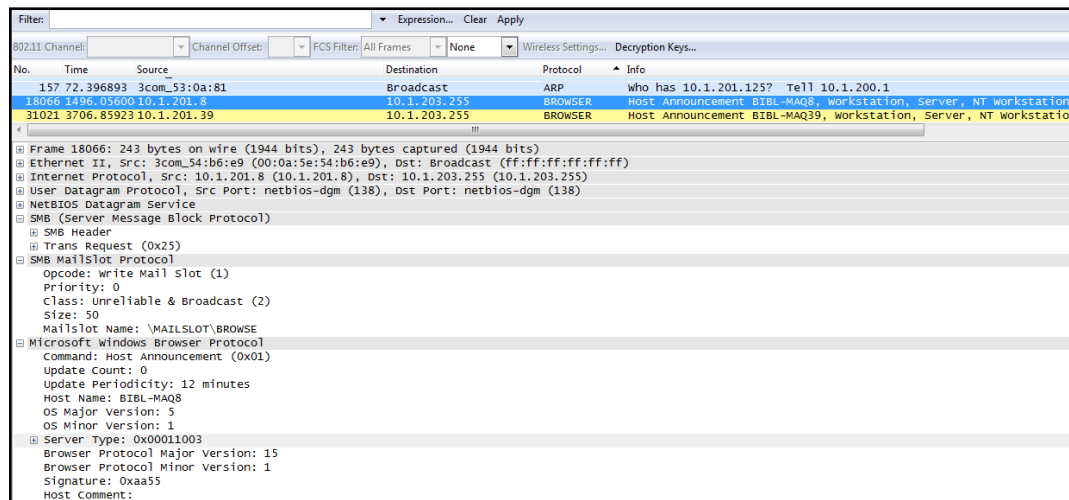 Filter: Expression... Clear Apply
802.11 Channel: Channel Offset: FCS Filter: All Frames None Wireless Settings... Decryption Keys...
No. Time Source Destination Protocol Info
157 72.396893 3com_53:0a:81 Broadcast ARP who has 10.1.201.125? Tell 10.1.200.1
18066 1496.05600 10.1.201.8 10.1.203.255 BROWSER Host Announcement BIBL-MAQ8, Workstation, Server, NT Workstation
31021 3706.85923 10.1.201.39 10.1.203.255 BROWSER Host Announcement BIBL-MAQ39, Workstation, Server, NT Workstatio
Frame 18066: 243 bytes on wire (1944 bits), 243 bytes captured (1944 bits)
Ethernet II, Src: 3com_54:b6:e9 (00:0a:5e:54:b6:e9), Dst: Broadcast (ff:ff:ff:ff:ff:ff)
Internet Protocol, Src: 10.1.201.8 (10.1.201.8), Dst: 10.1.203.255 (10.1.203.255)
User Datagram Protocol, Src Port: netbios-dgm (138), Dst Port: netbios-dgm (138)
NetBIOS Datagram Service
SMB (Server Message Block Protocol)
SMB Header
Trans Request (0x25)
SMB MailSlot Protocol
Opcode: Write Mail Slot (1)
Priority: 0
Class: Unreliable & Broadcast (2)
Size: 50
Mailslot Name: \MAILSLOT\BROWSE
Microsoft Windows Browser Protocol
Command: Host Announcement (0x01)
Update Count: 0
Update Periodicity: 12 minutes
Host Name: BIBL-MAQ8
OS Major Version: 5
OS Minor Version: 1
Server Type: 0x00011003
Browser Protocol Major Version: 15
Browser Protocol Minor Version: 1
Signature: 0xaa55
Host Comment: